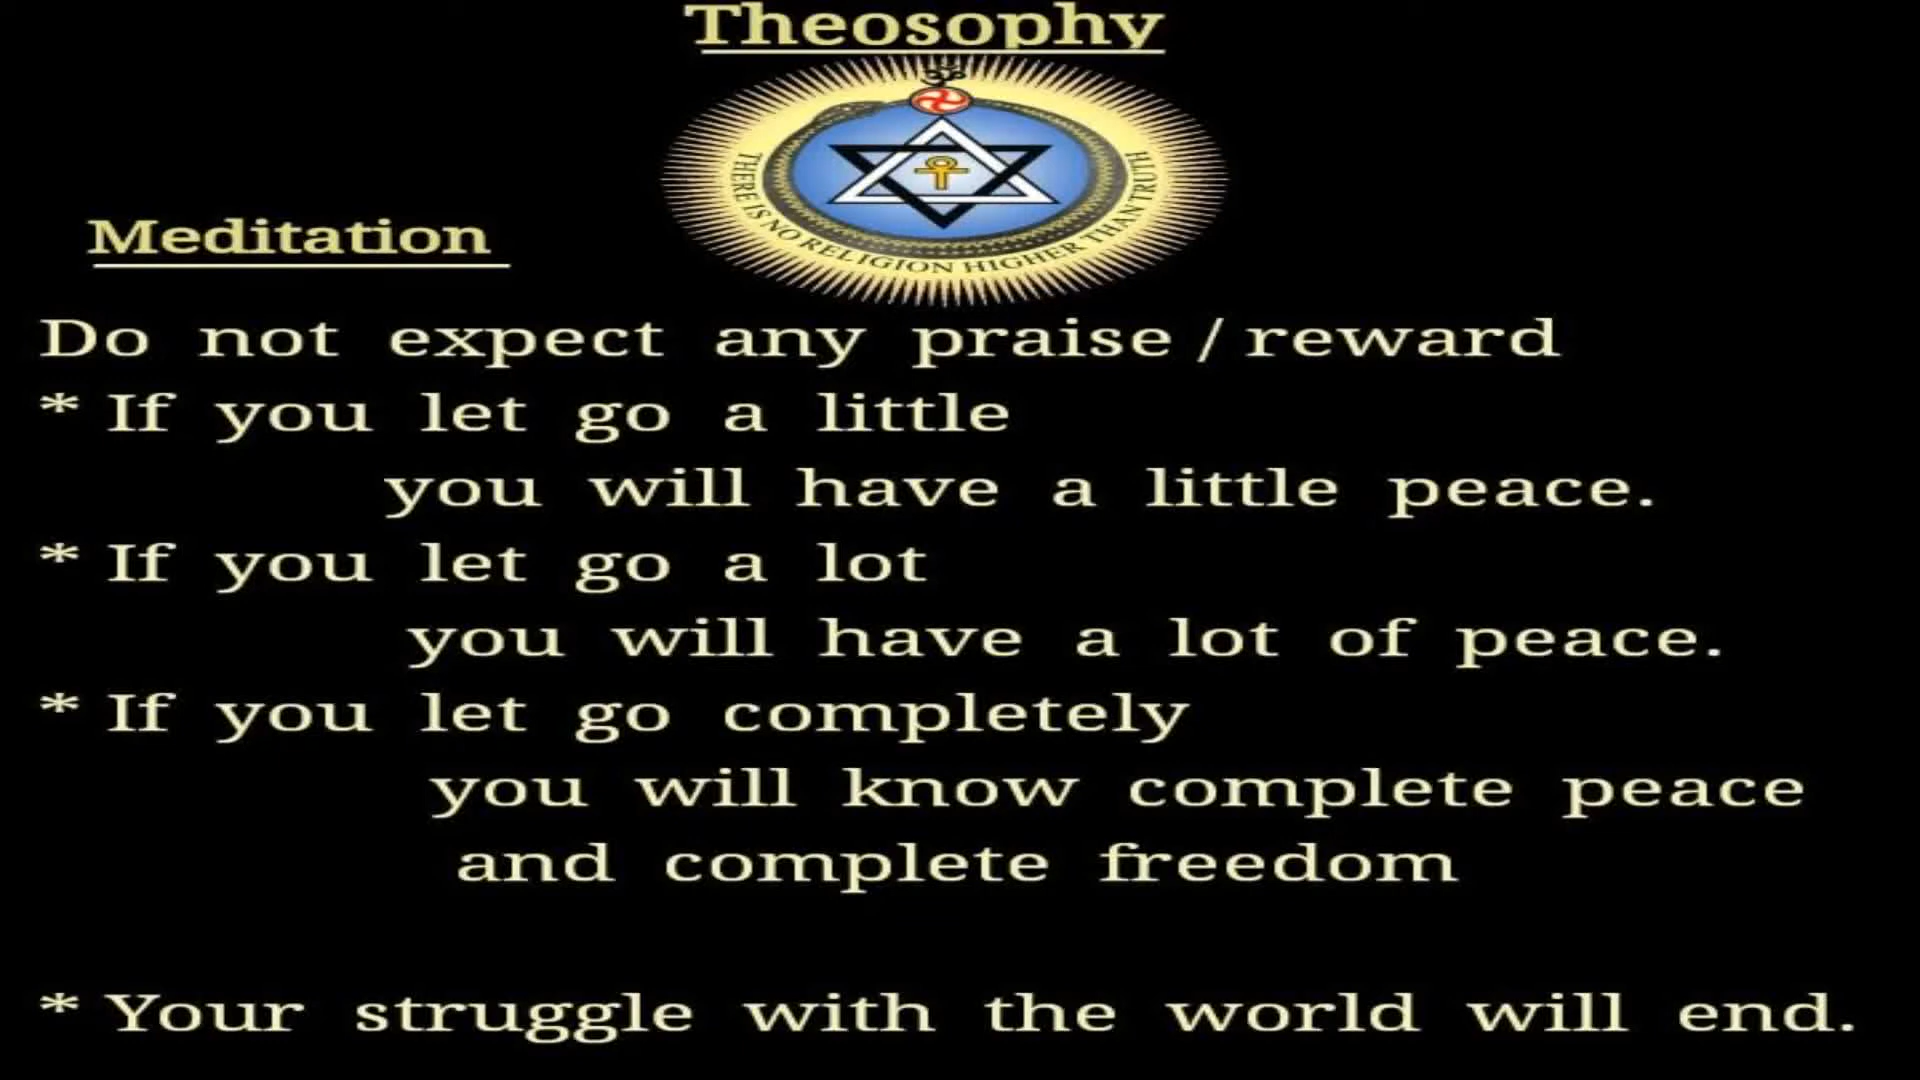 Theosophy
ॐ
THERE IS NO RELIGION HIGHER THAN TRUTH
Meditation
Do not expect any praise / reward
* If you let go a little
you will have a little peace.
* If you let go a lot
you will have a lot of peace.
* If you let go completely
you will know complete peace
and complete freedom
* Your struggle with the world will end.